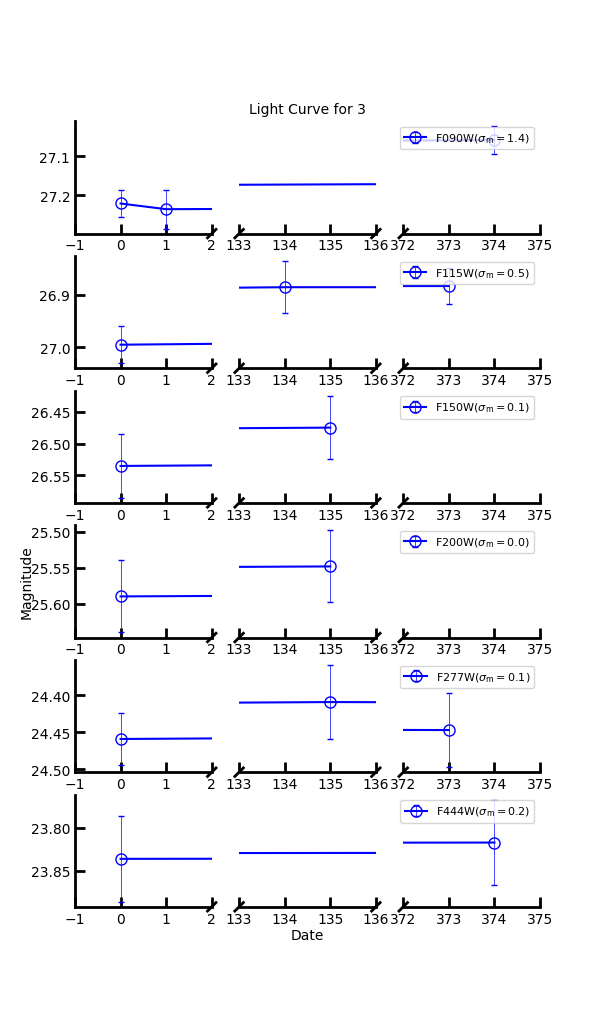 Light Curve for 3
F090W(σm = 1.4)
27.1
27.2
−1 0 1 2 133 134 135 136 372 373 374 375
F115W(σm = 0.5)
26.9
27.0
−1 0 1 2 133 134 135 136 372 373 374 375
F150W(σm = 0.1)
26.45
26.50
26.55
−1 0 1 2 133 134 135 136 372 373 374 375
F200W(σm = 0.0)
25.50
25.55
25.60
Magnitude
−1 0 1 2 133 134 135 136 372 373 374 375
F277W(σm = 0.1)
24.40
24.45
24.50
−1 0 1 2 133 134 135 136 372 373 374 375
F444W(σm = 0.2)
23.80
23.85
−1 0 1 2 133 134 135 136 372 373 374 375
Date